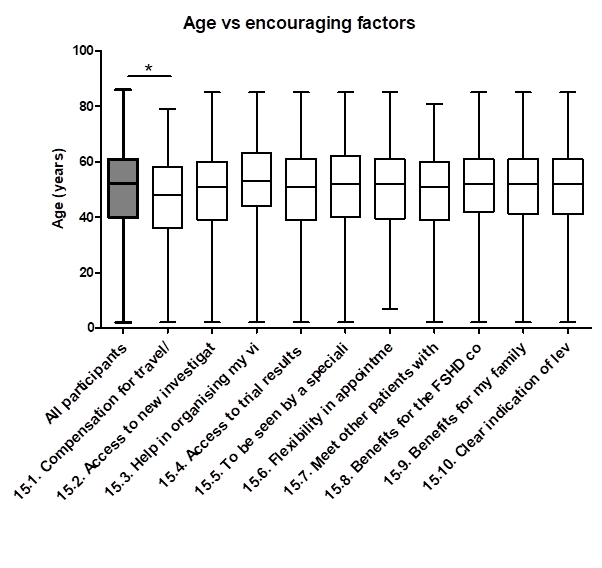 Age vs encouraging factors
*
Age (years)
100
80
60
40
20
0
All participants
15.1. Compensation for travel/
15.2. Access to new investigat
15.3. Help in organising my vi
15.4. Access to trial results
15.5. To be seen by a speciali
15.6. Flexibility in appointme
15.7. Meet other patients with
15.8. Benefits for the FSHD co
15.9. Benefits for my family
15.10. Clear indication of lev